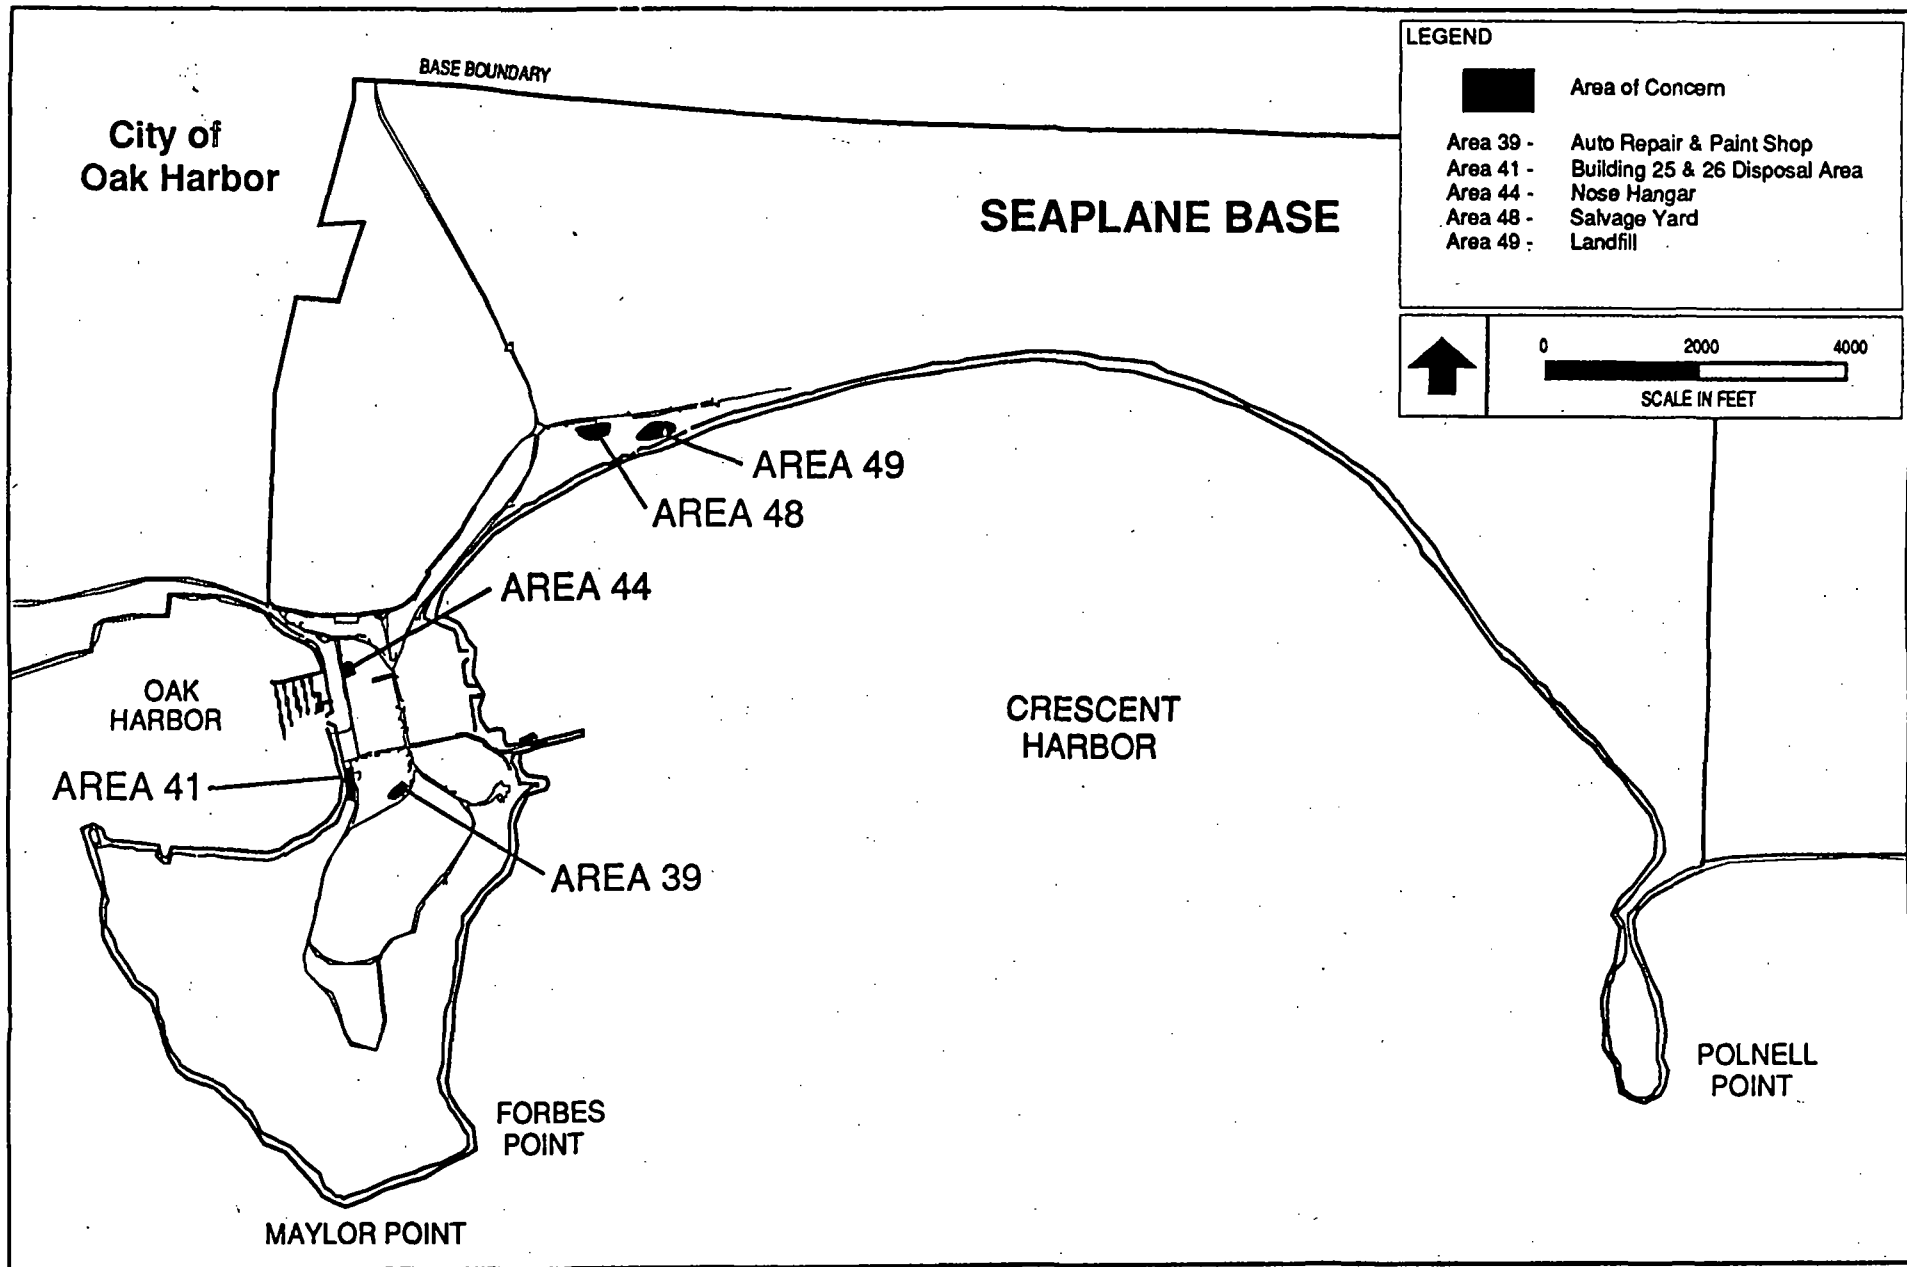 BASE BOUNDARY
City of
Oak Harbor
SEAPLANE BASE
LEGEND
Area of Concern
Area 39 - Auto Repair & Paint Shop
Area 41 - Building 25 & 26 Disposal Area
Area 44 - Nose Hangar
Area 48 - Salvage Yard
Area 49 - Landfill
0 2000 4000
SCALE IN FEET
AREA 49
AREA 48
AREA 44
OAK
HARBOR
CRESCENT
HARBOR
AREA 41
AREA 39
POLNELL
POINT
FORBES
POINT
MAYLOR POINT